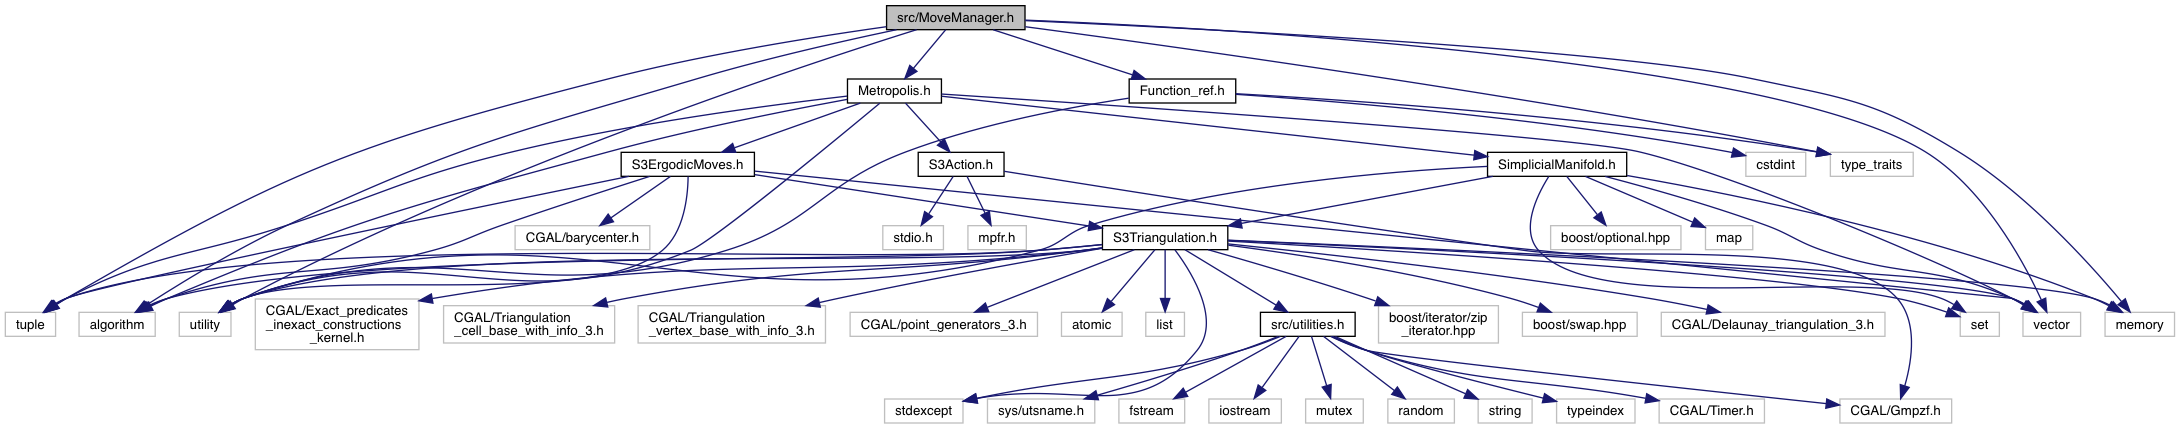 src/MoveManager.h
Metropolis.h
Function_ref.h
S3ErgodicMoves.h
S3Action.h
SimplicialManifold.h
cstdint
type_traits
CGAL/barycenter.h
stdio.h
mpfr.h
S3Triangulation.h
boost/optional.hpp
map
tuple
algorithm
utility
CGAL/Exact_predicates
_inexact_constructions
_kernel.h
CGAL/Triangulation
_cell_base_with_info_3.h
CGAL/Triangulation
_vertex_base_with_info_3.h
CGAL/point_generators_3.h
atomic
list
src/utilities.h
boost/iterator/zip
_iterator.hpp
boost/swap.hpp
CGAL/Delaunay_triangulation_3.h
set
vector
memory
stdexcept
sys/utsname.h
fstream
iostream
mutex
random
string
typeindex
CGAL/Timer.h
CGAL/Gmpzf.h